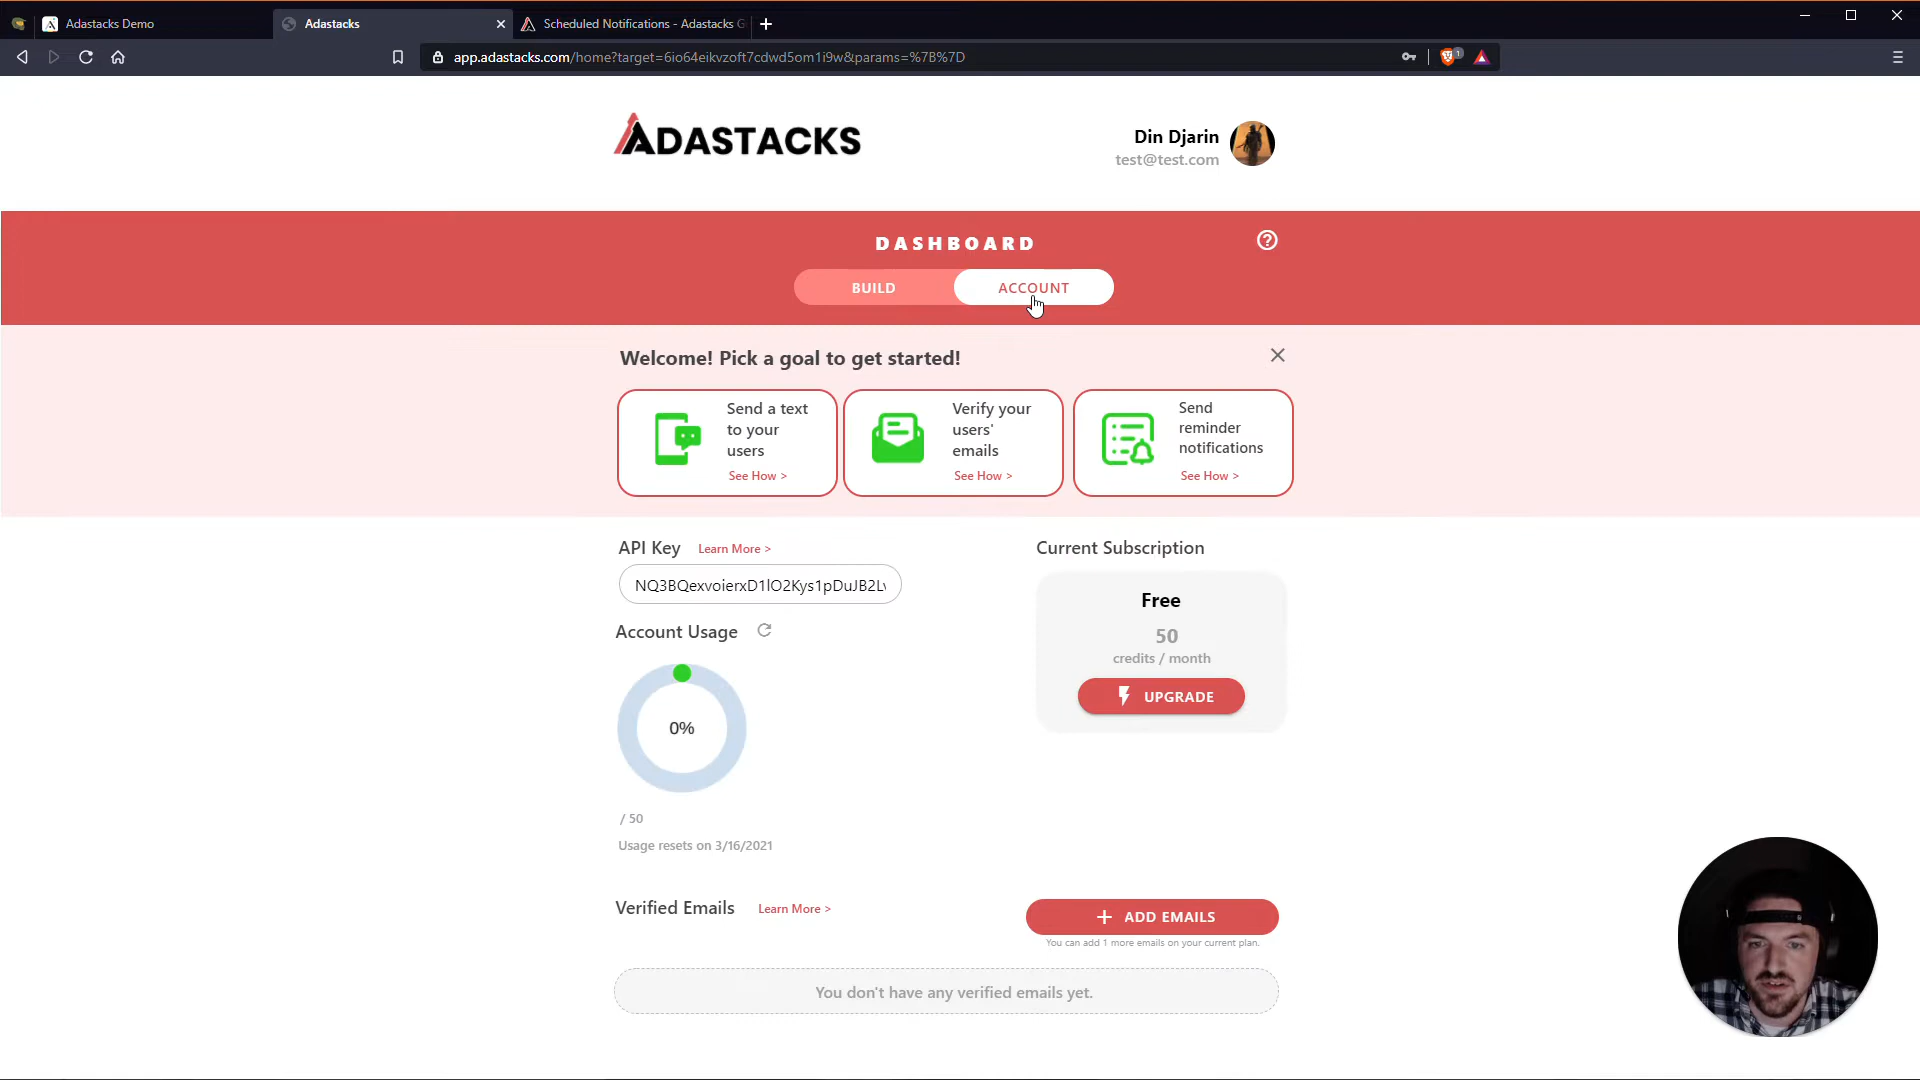 Adastacks Demo
Adastacks
Scheduled Notifications - Adastacks G
app.adastacks.com/home?target=6io64eikvzoft7cdwd5om1i9w&params=%7B%7D
1
ADASTACKS
Din Djarin
test@test.com
DASHBOARD
BUILD
ACCOUNT
Welcome! Pick a goal to get started!
Send a text
to your
users
See How >
Verify your
users'
emails
See How >
Send
reminder
notifications
See How >
API Key Learn More >
NQ3BQexvoierxD1lO2Kys1pDuJB2L
Account Usage
0%
/ 50
Usage resets on 3/16/2021
Current Subscription
Free
50
credits / month
UPGRADE
Verified Emails Learn More >
ADD EMAILS
You can add 1 more emails on your current plan.
You don't have any verified emails yet.